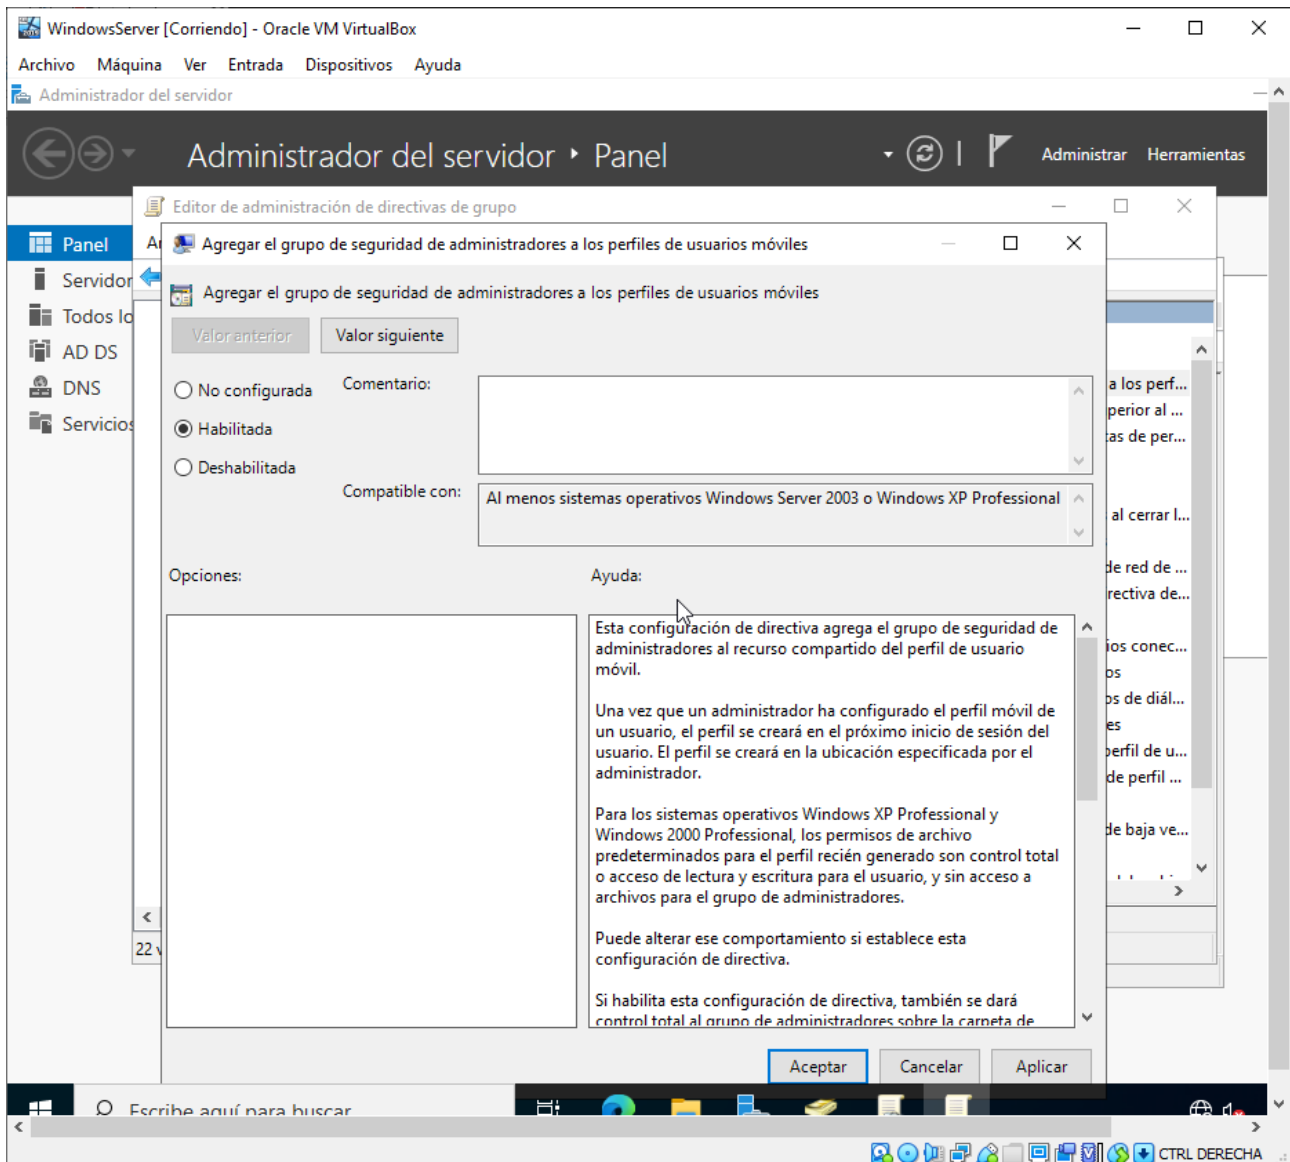 WindowsServer [Corriendo] - Oracle VM VirtualBox
Archivo Máquina Ver Entrada Dispositivos Ayuda
Administrador del servidor
Administrador del servidor Panel
Administrar Herramientas
Editor de administración de directivas de grupo
Panel
Agregar el grupo de seguridad de administradores a los perfiles de usuarios móviles
Servidor
Agregar el grupo de seguridad de administradores a los perfiles de usuarios móviles
Todos lo
Valor anterior Valor siguiente
AD DS
DNS
Servicios
No configurada
Habilitada
Deshabilitada
Comentario:
Compatible con:
Al menos sistemas operativos Windows Server 2003 o Windows XP Professional
a los perf...
perior al ...
as de per...
al cerrar l...
de red de ...
rectiva de...
ios conec...
os
os de diál...
es
perfil de u...
de perfil ...
de baja ve...
Opciones:
Ayuda:
Esta configuración de directiva agrega el grupo de seguridad de
administradores al recurso compartido del perfil de usuario
móvil.
Una vez que un administrador ha configurado el perfil móvil de
un usuario, el perfil se creará en el próximo inicio de sesión del
usuario. El perfil se creará en la ubicación especificada por el
administrador.
Para los sistemas operativos Windows XP Professional y
Windows 2000 Professional, los permisos de archivo
predeterminados para el perfil recién generado son control total
o acceso de lectura y escritura para el usuario, y sin acceso a
archivos para el grupo de administradores.
Puede alterar ese comportamiento si establece esta
configuración de directiva.
Si habilita esta configuración de directiva, también se dará
control total al grupo de administradores sobre la carpeta de
22 v
Aceptar Cancelar Aplicar
Escribe aquí para buscar
CTRL DERECHA